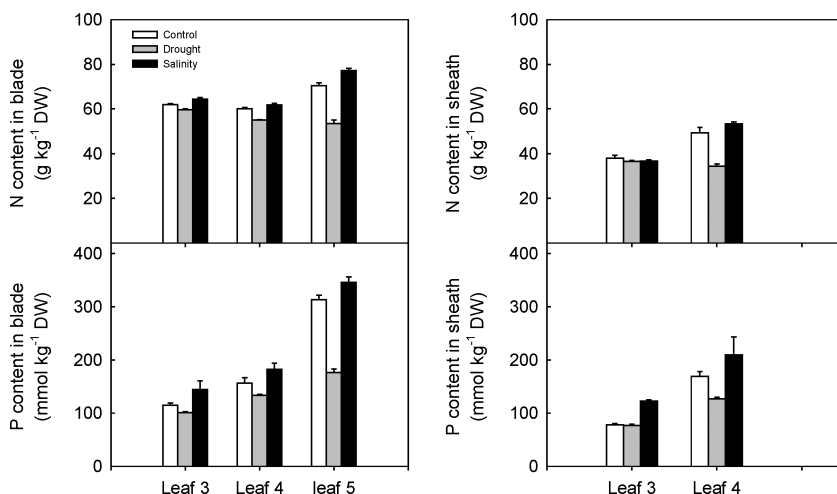 N content in blade
(g kg⁻¹ DW)
100
80
60
40
20
Control
Drought
Salinity
N content in sheath
(g kg⁻¹ DW)
100
80
60
40
20
P content in blade
(mmol kg⁻¹ DW)
400
300
200
100
0
Leaf 3 Leaf 4 leaf 5
P content in sheath
(mmol kg⁻¹ DW)
400
300
200
100
0
Leaf 3 Leaf 4